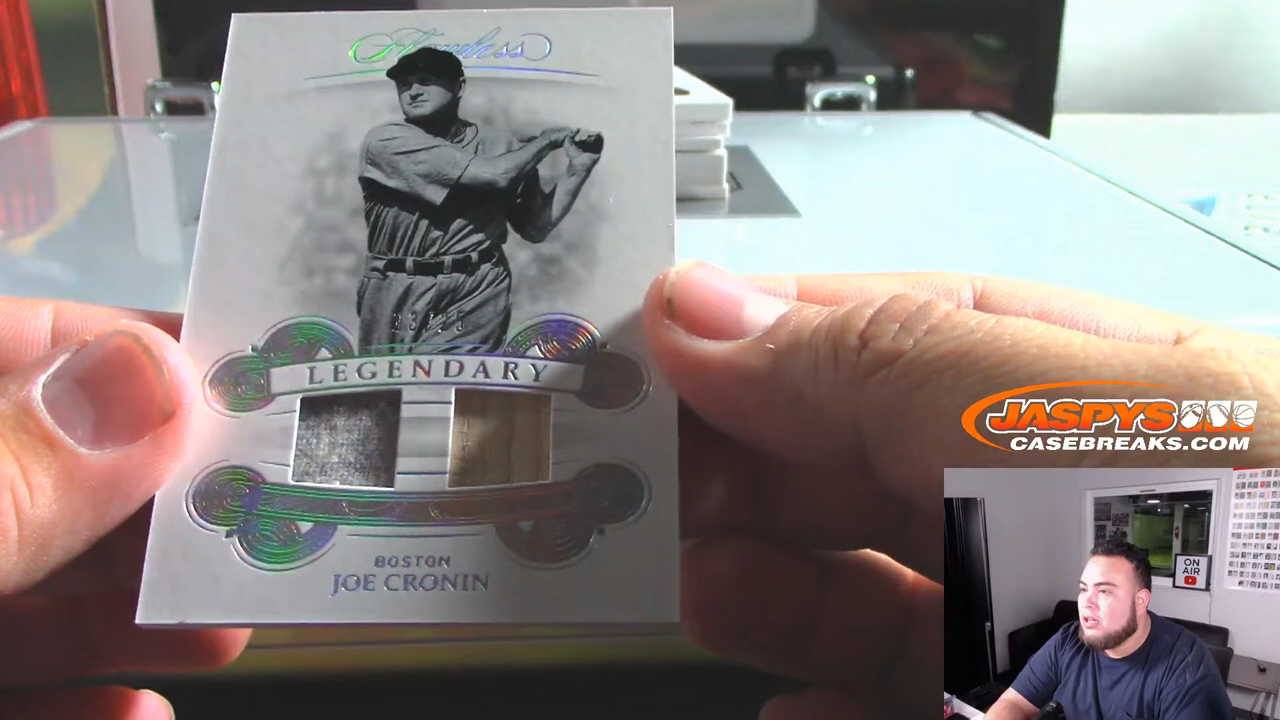 Flawless
LEGENDARY
BOSTON
JOE CRONIN
JASPYS
CASEBREAKS.COM
ON
AIR